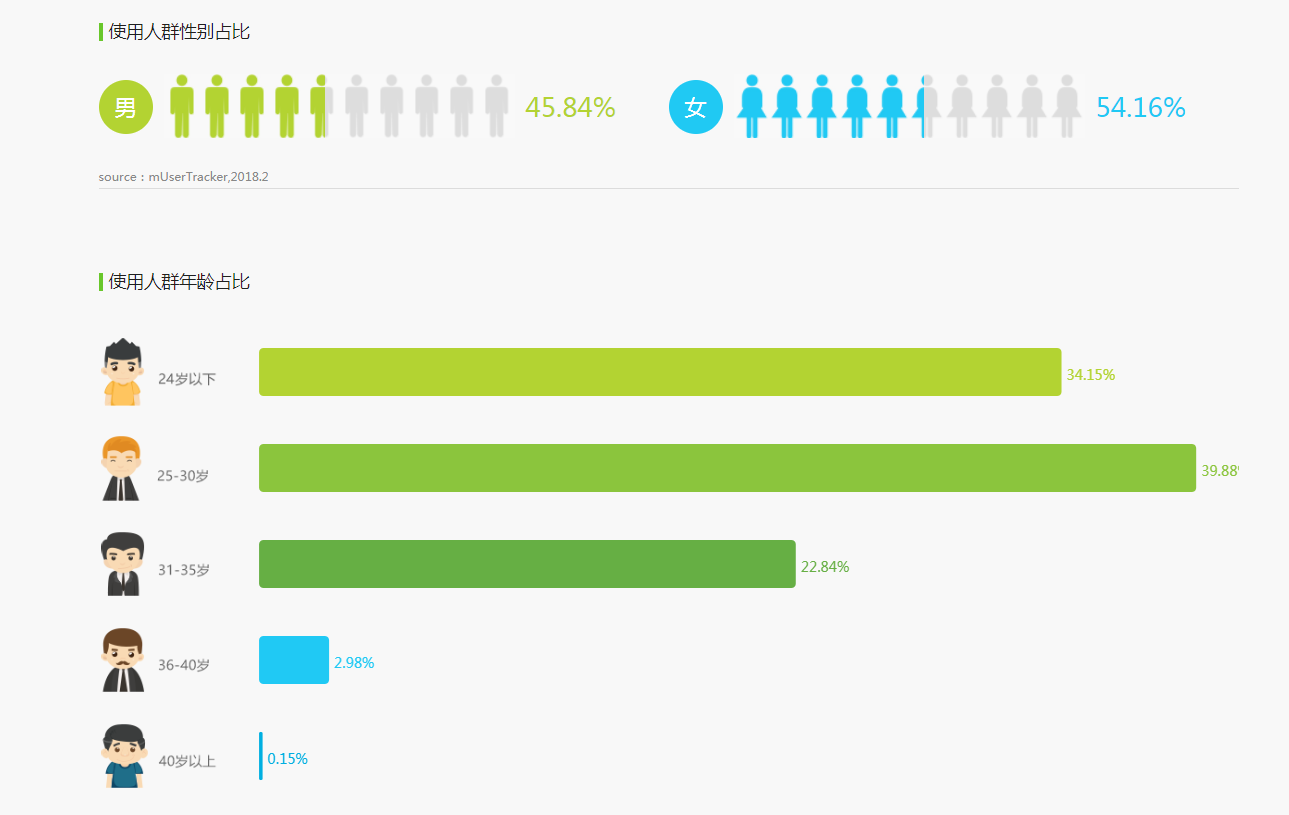 使用人群性别占比
男 45.84% 女 54.16%
source：mUserTracker,2018.2
使用人群年龄占比
24岁以下 34.15%
25-30岁 39.88%
31-35岁 22.84%
36-40岁 2.98%
40岁以上 0.15%